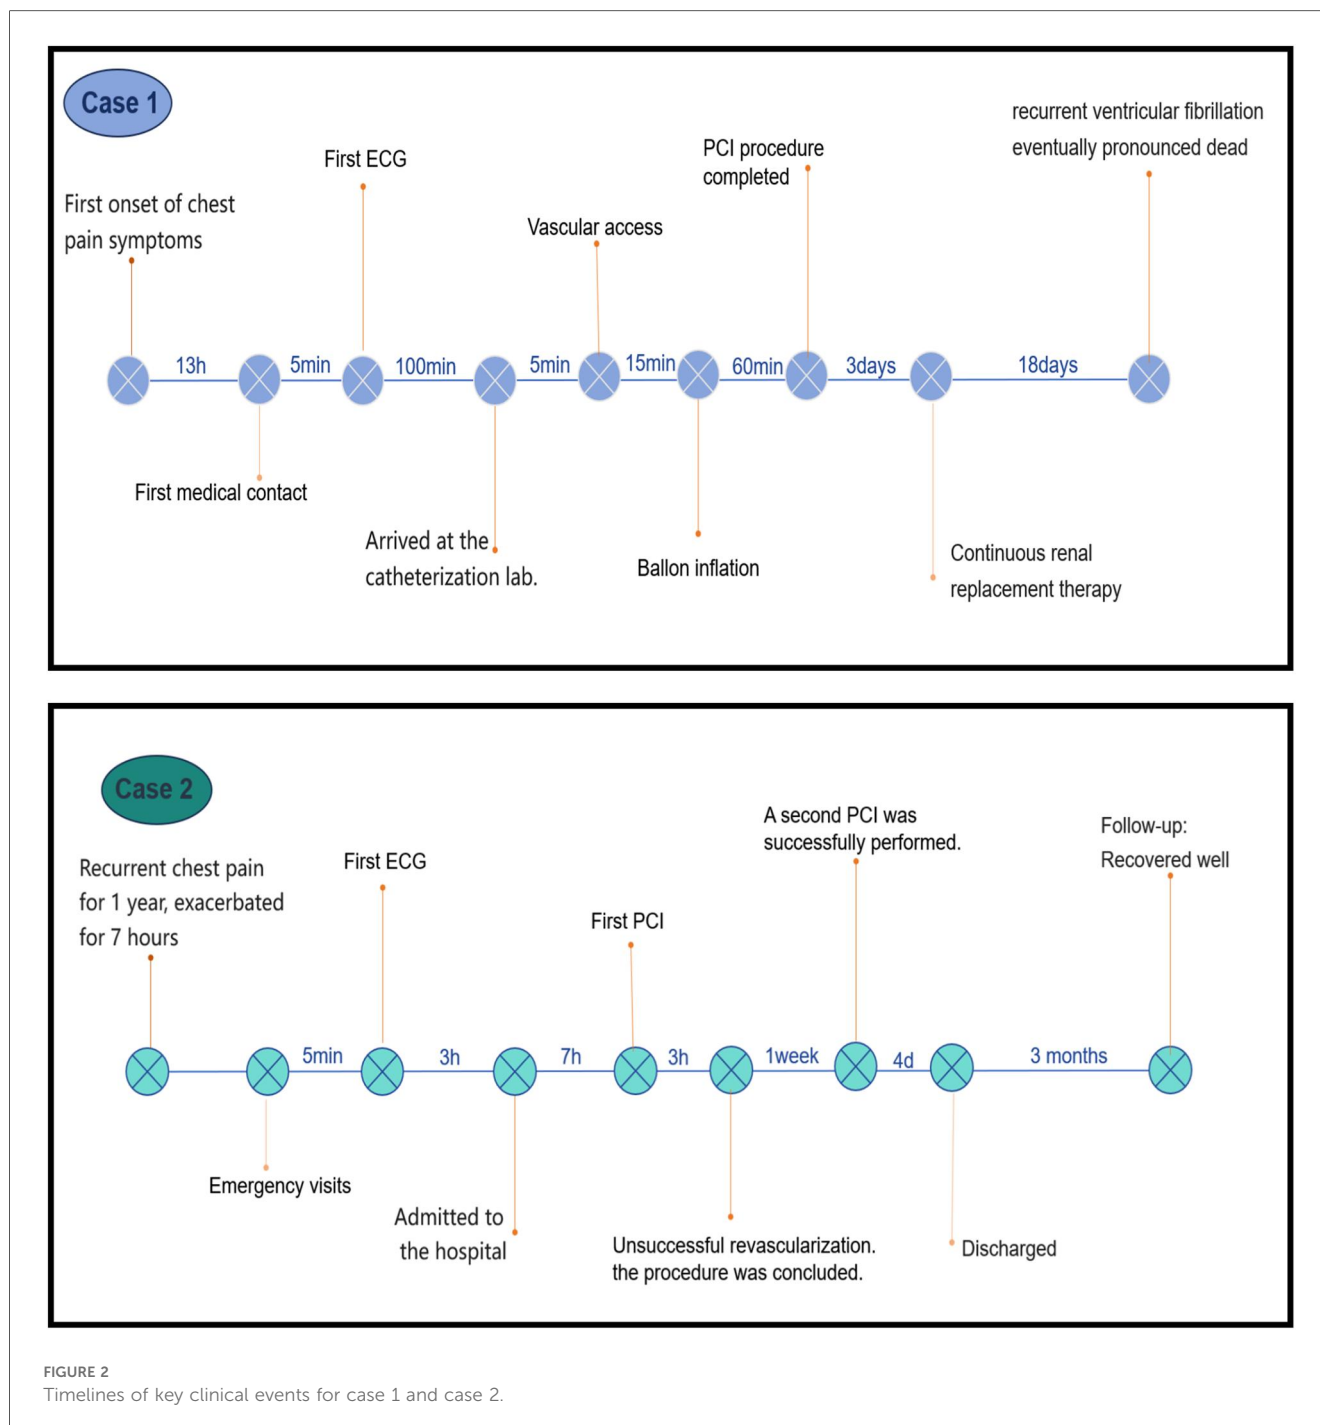 Case 1
First onset of chest
pain symptoms
First ECG
Vascular access
PCI procedure
completed
recurrent ventricular fibrillation
eventually pronounced dead
13h
5min
100min
5min
15min
60min
3days
18days
First medical contact
Arrived at the
catheterization lab.
Ballon inflation
Continuous renal
replacement therapy
Case 2
Recurrent chest pain
for 1 year, exacerbated
for 7 hours
First ECG
First PCI
A second PCI was
successfully performed.
Follow-up:
Recovered well
5min
3h
7h
3h
1week
4d
3 months
Emergency visits
Admitted to
the hospital
Unsuccessful revascularization.
the procedure was concluded.
Discharged
FIGURE 2
Timelines of key clinical events for case 1 and case 2.